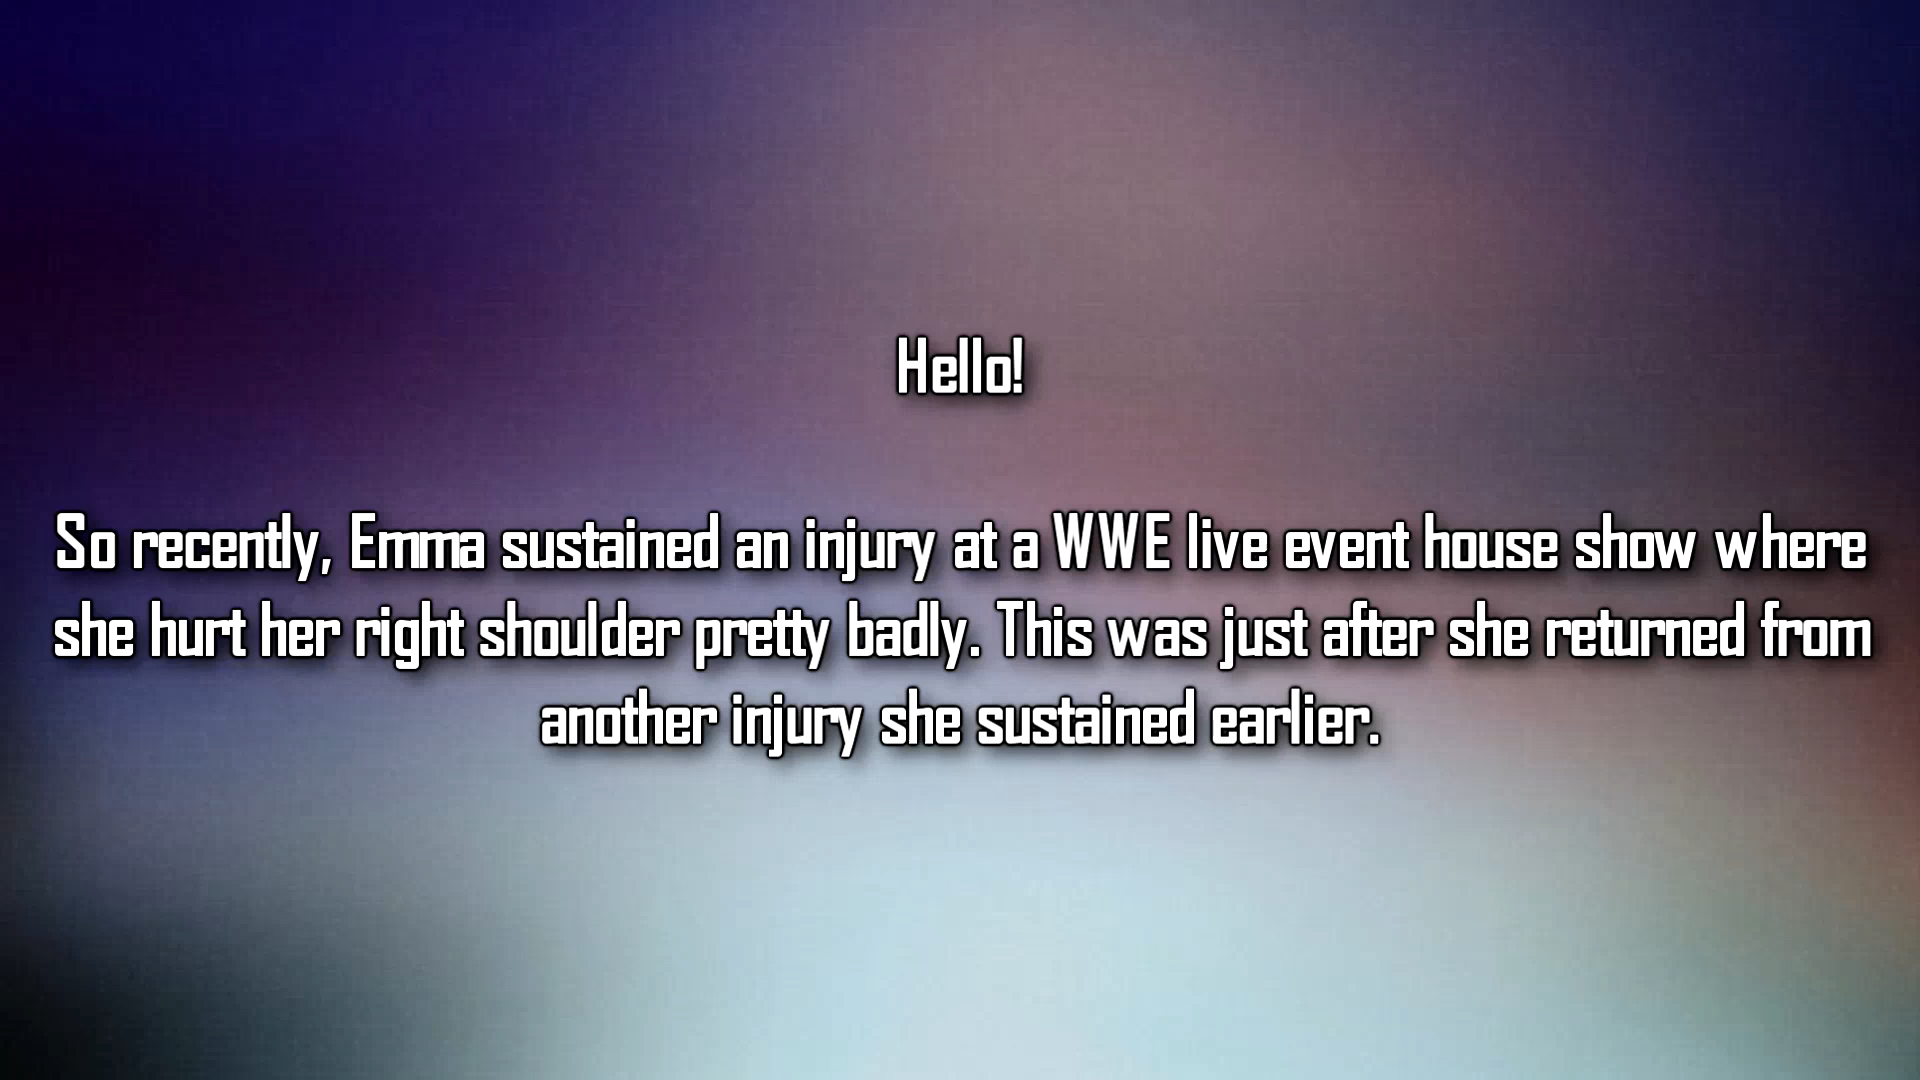 Hello!
So recently, Emma sustained an injury at a WWE live event house show where
she hurt her right shoulder pretty badly. This was just after she returned from
another injury she sustained earlier.